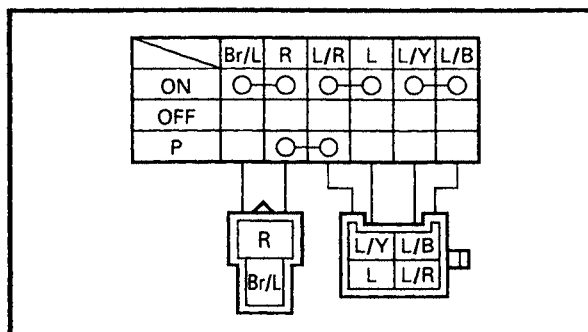 Br/L R L/R L L/Y L/B
ON
OFF
P
R
Br/L
L/Y L/B
L L/R